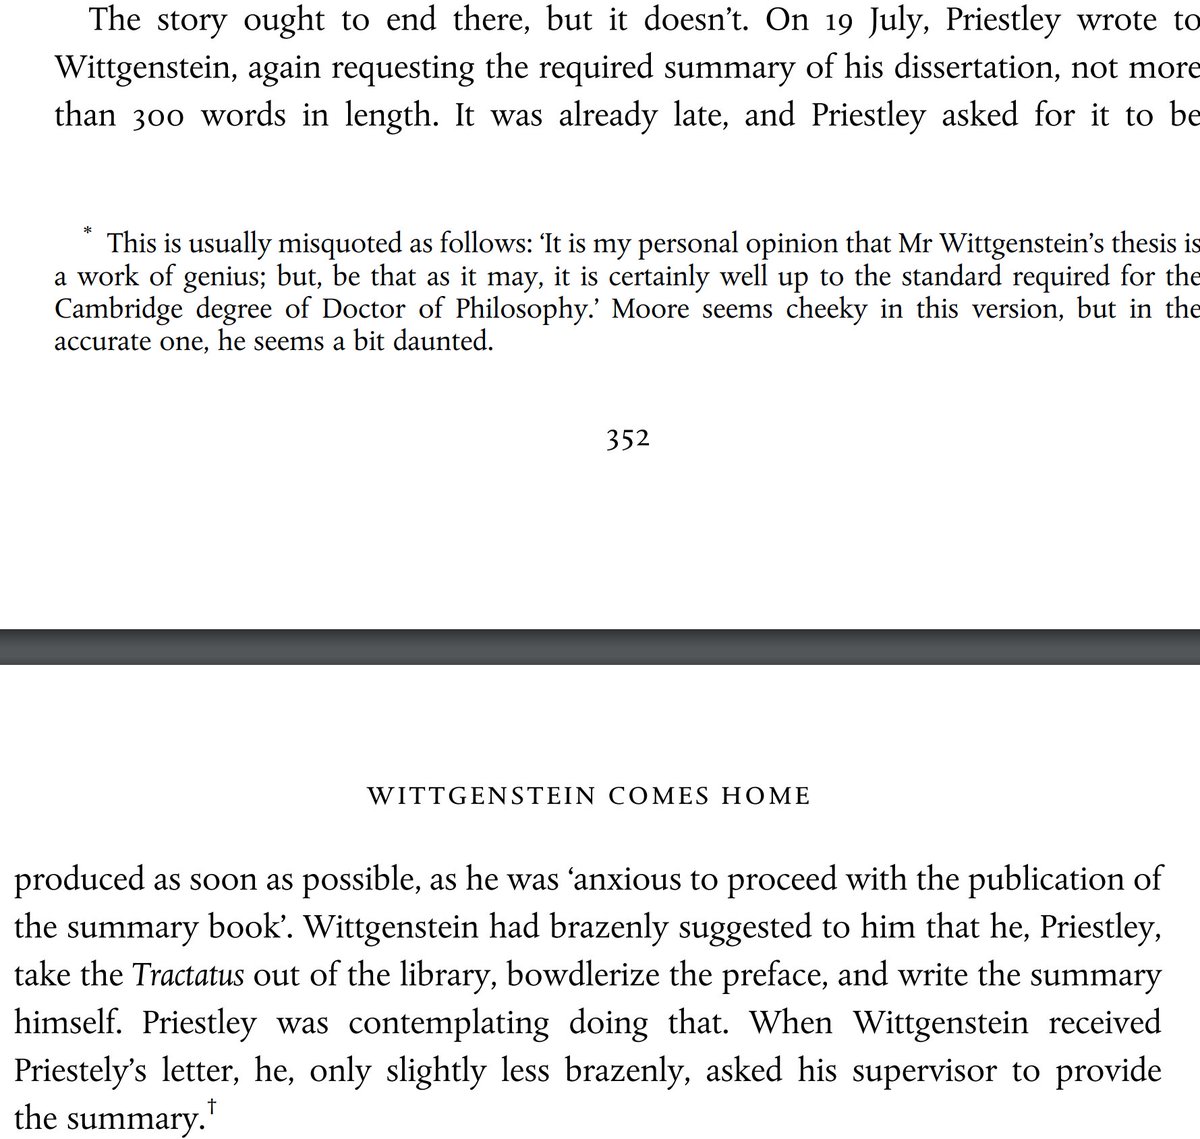 The story ought to end there, but it doesn’t. On 19 July, Priestley wrote to
Wittgenstein, again requesting the required summary of his dissertation, not more
than 300 words in length. It was already late, and Priestley asked for it to be
* This is usually misquoted as follows: ‘It is my personal opinion that Mr Wittgenstein’s thesis is
a work of genius; but, be that as it may, it is certainly well up to the standard required for the
Cambridge degree of Doctor of Philosophy.’ Moore seems cheeky in this version, but in the
accurate one, he seems a bit daunted.
352
WITTGENSTEIN COMES HOME
produced as soon as possible, as he was ‘anxious to proceed with the publication of
the summary book’. Wittgenstein had brazenly suggested to him that he, Priestley,
take the Tractatus out of the library, bowdlerize the preface, and write the summary
himself. Priestley was contemplating doing that. When Wittgenstein received
Priestely’s letter, he, only slightly less brazenly, asked his supervisor to provide
the summary.†